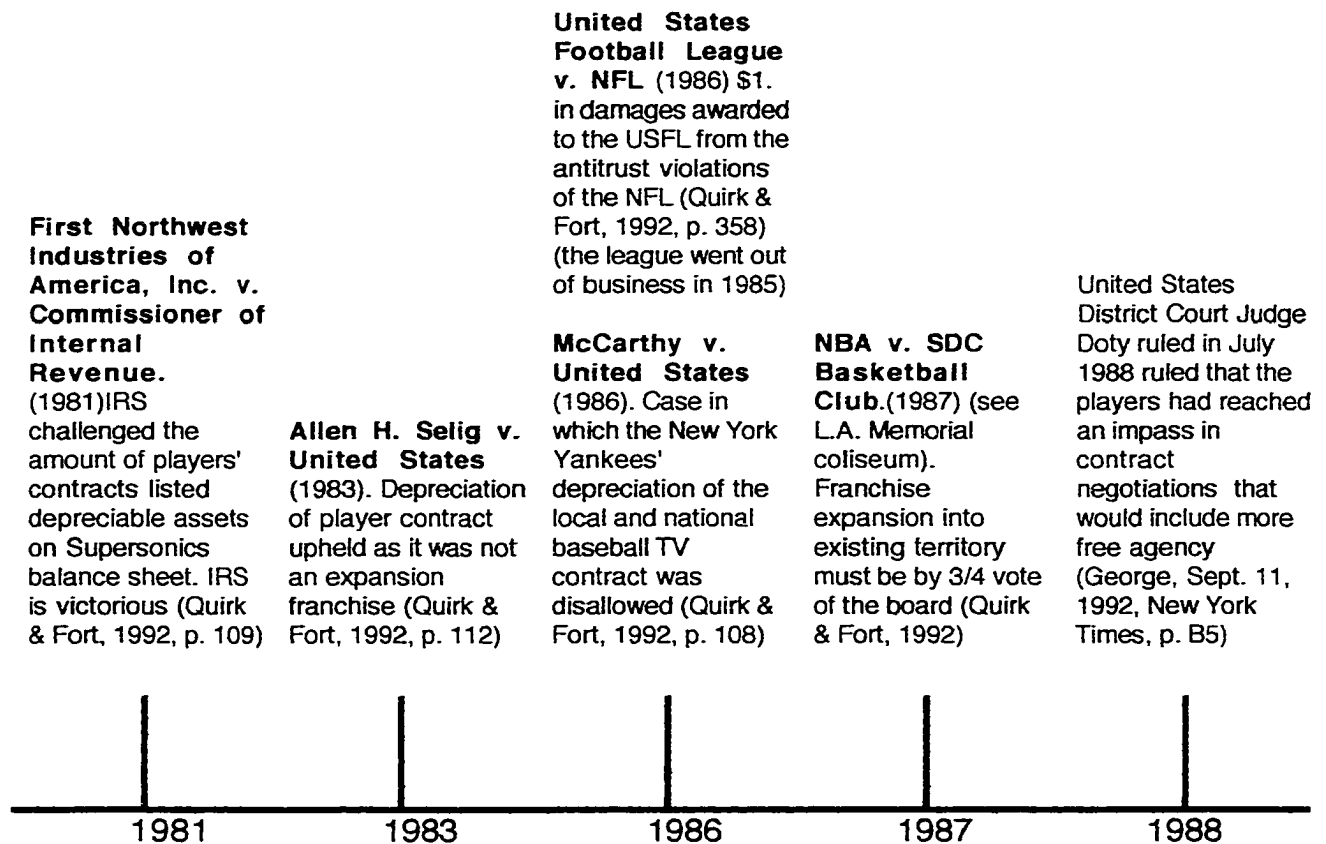 First Northwest
Industries of
America, Inc. v.
Commissioner of
Internal
Revenue.
(1981)IRS
challenged the
amount of players'
contracts listed
depreciable assets
on Supersonics
balance sheet. IRS
is victorious (Quirk
& Fort, 1992, p. 109)
Allen H. Selig v.
United States
(1983). Depreciation
of player contract
upheld as it was not
an expansion
franchise (Quirk &
Fort, 1992, p. 112)
United States
Football League
v. NFL (1986) $1.
in damages awarded
to the USFL from the
antitrust violations
of the NFL (Quirk &
Fort, 1992, p. 358)
(the league went out
of business in 1985)
McCarthy v.
United States
(1986). Case in
which the New York
Yankees'
depreciation of the
local and national
baseball TV
contract was
disallowed (Quirk &
Fort, 1992, p. 108)
NBA v. SDC
Basketball
Club.(1987) (see
L.A. Memorial
coliseum).
Franchise
expansion into
existing territory
must be by 3/4 vote
of the board (Quirk
& Fort, 1992)
United States
District Court Judge
Doty ruled in July
1988 ruled that the
players had reached
an impass in
contract
negotiations that
would include more
free agency
(George, Sept. 11,
1992, New York
Times, p. B5)
1981
1983
1986
1987
1988